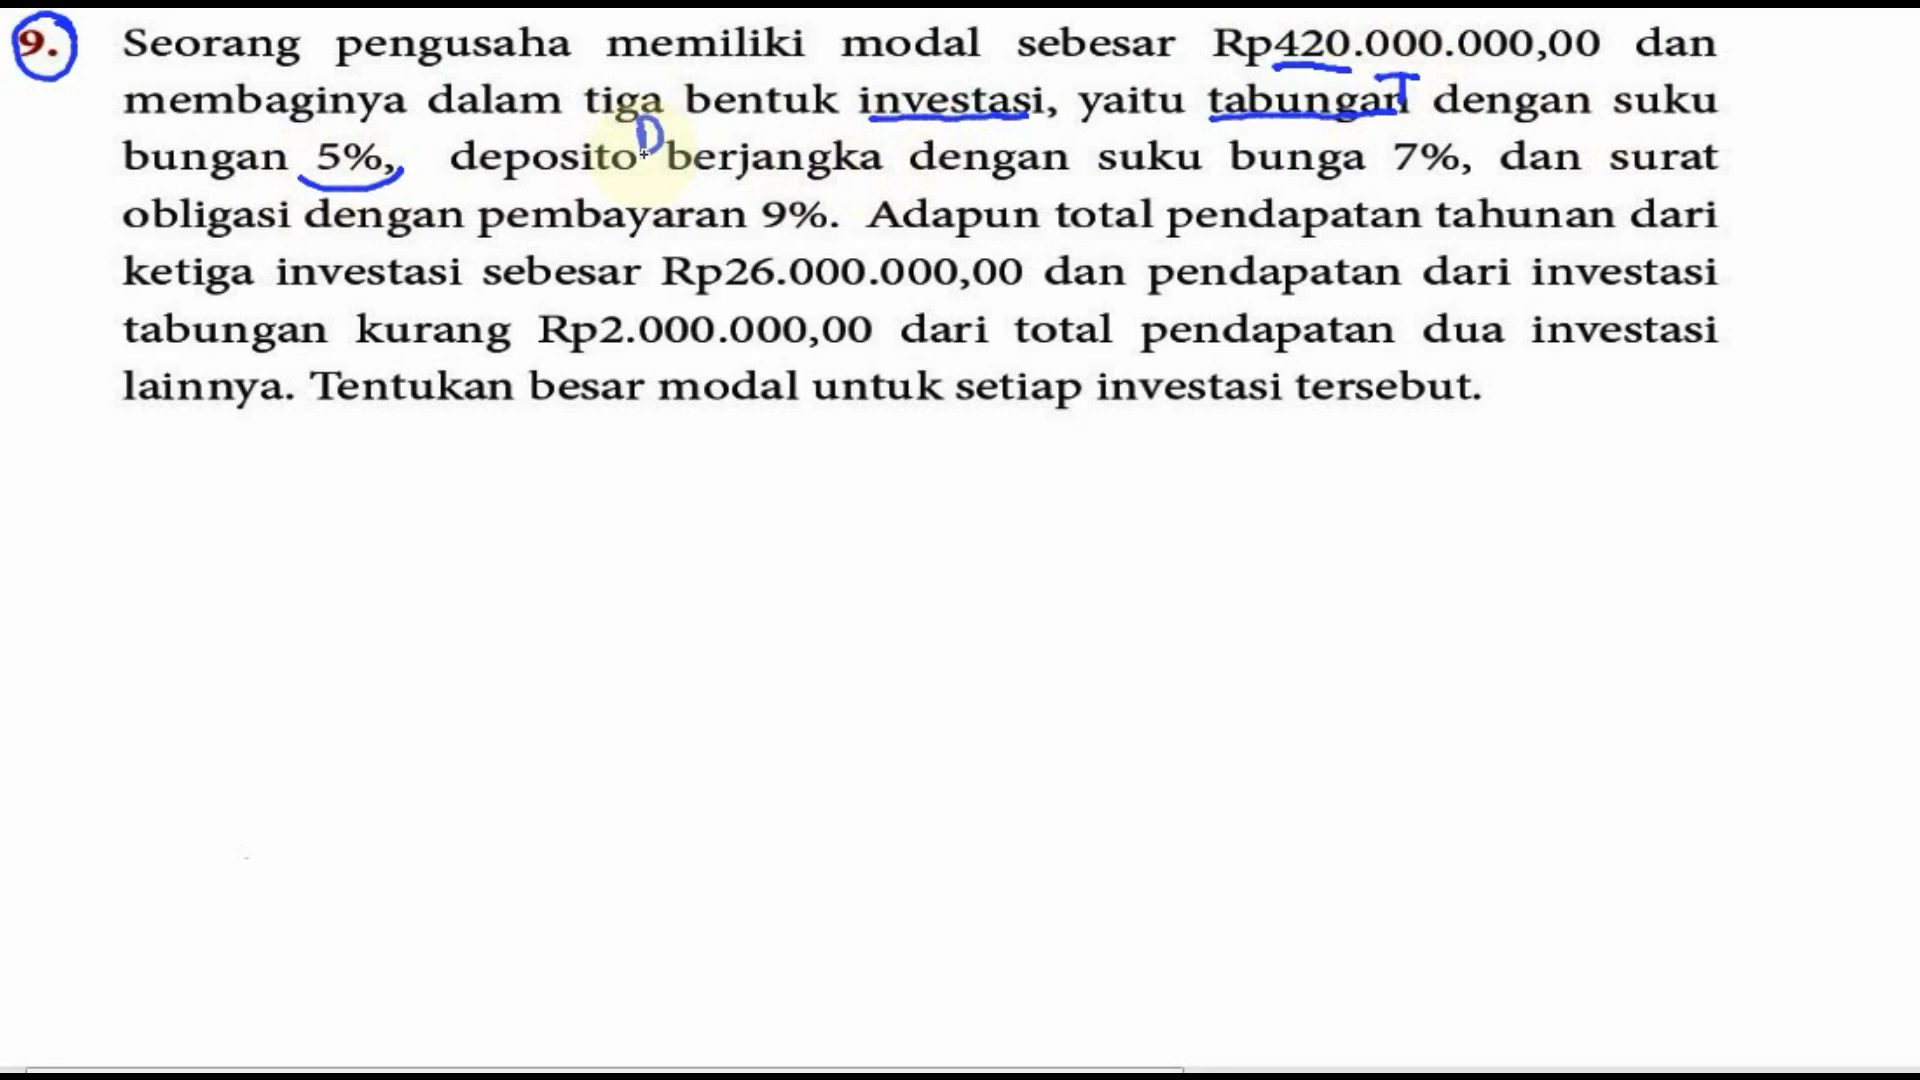 9. Seorang pengusaha memiliki modal sebesar Rp420.000.000,00 dan
membaginya dalam tiga bentuk investasi, yaitu tabungan T dengan suku
bungan 5%, deposito D berjangka dengan suku bunga 7%, dan surat
obligasi dengan pembayaran 9%. Adapun total pendapatan tahunan dari
ketiga investasi sebesar Rp26.000.000,00 dan pendapatan dari investasi
tabungan kurang Rp2.000.000,00 dari total pendapatan dua investasi
lainnya. Tentukan besar modal untuk setiap investasi tersebut.